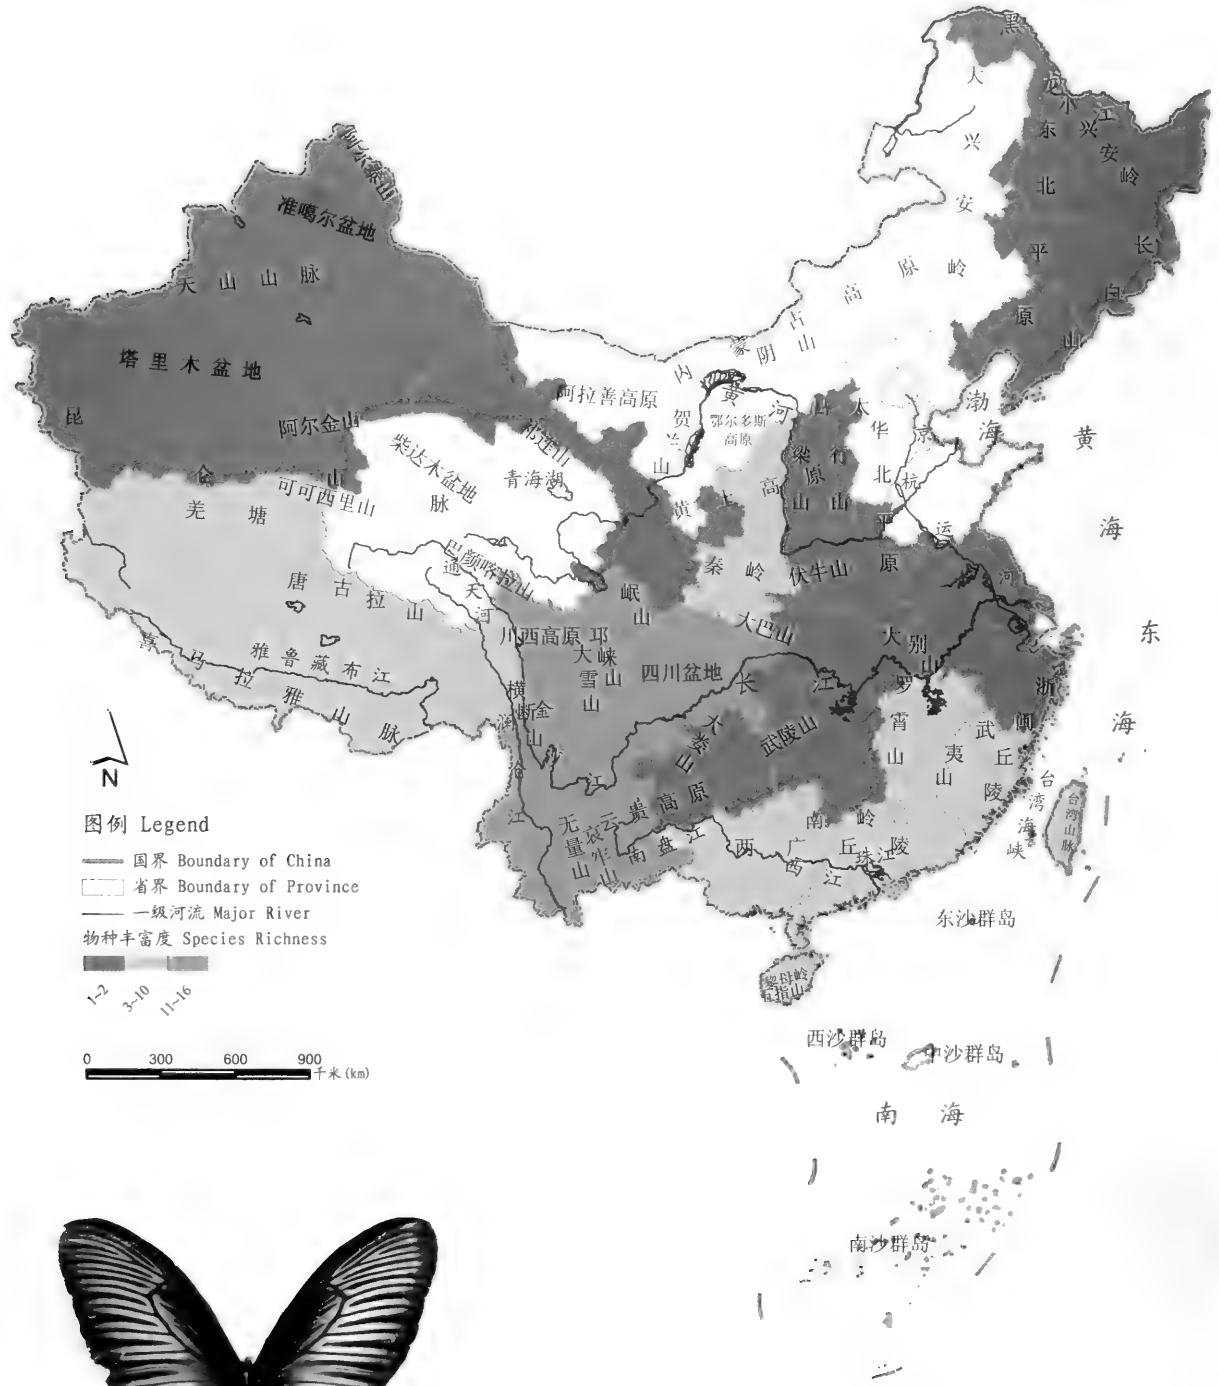 黑
龙
江
大
兴
安
岭
小
兴
安
岭
东
北
平
原
长
白
山
阿尔泰山
准噶尔盆地
天山山脉
塔里木盆地
昆
仑
山
脉
阿尔金山
祁连山
柴达木盆地
青海湖
可可西里山
羌塘
内
蒙
古
高
原
阴
山
阿拉善高原
贺
兰
山
黄
河
鄂尔多斯
高原
黄
土
高
原
吕
梁
山
太
行
山
华
北
平
原
京
杭
运
河
渤
海
黄
海
东
海
秦岭
伏牛山
巴颜喀拉山
通
天
河
唐古拉山
岷
山
大巴山
川西高原
邛
崃
山
大
雪
山
四川盆地
长江
大
别
山
喜马拉雅山脉
雅鲁藏布江
横
断
山
金
沙
江
澜
沧
江
大
娄
山
武陵山
罗
霄
山
武
夷
山
浙
闽
丘
陵
云贵高原
无
量
山
哀
牢
山
南盘江
南岭
两广丘陵
西江
珠江
台
湾
海
峡
台
湾
山
脉
东沙群岛
黎母岭
五指山
西沙群岛
中沙群岛
南海
南沙群岛
N
图例 Legend
国界 Boundary of China
省界 Boundary of Province
一级河流 Major River
物种丰富度 Species Richness
1~2 3~10 11~16
0 300 600 900
千米(km)